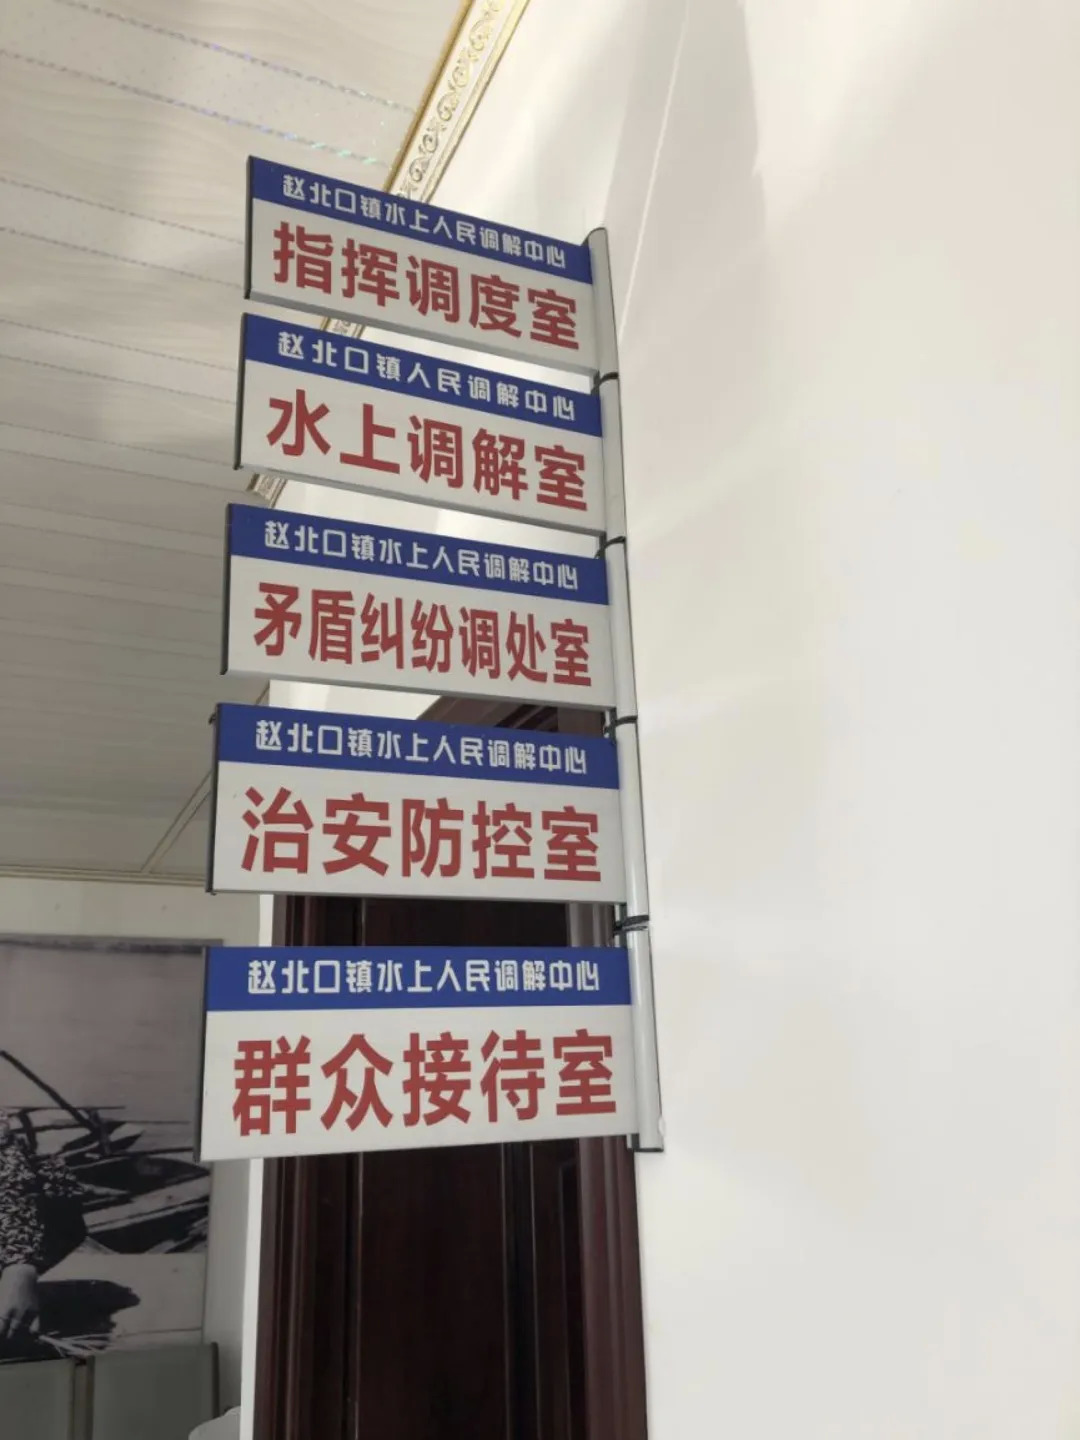 赵北口镇水上人民调解中心
指挥调度室
赵北口镇人民调解中心
水上调解室
赵北口镇水上人民调解中心
矛盾纠纷调处室
赵北口镇水上人民调解中心
治安防控室
赵北口镇水上人民调解中心
群众接待室